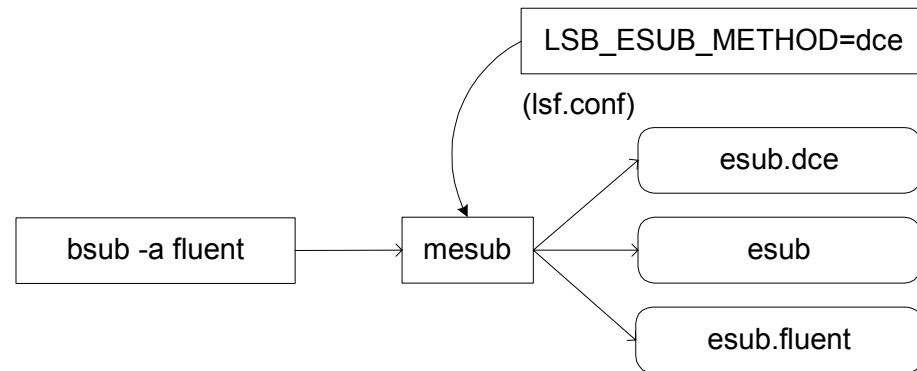 LSB_ESUB_METHOD=dce
(lsf.conf)
esub.dce
bsub -a fluent
mesub
esub
esub.fluent